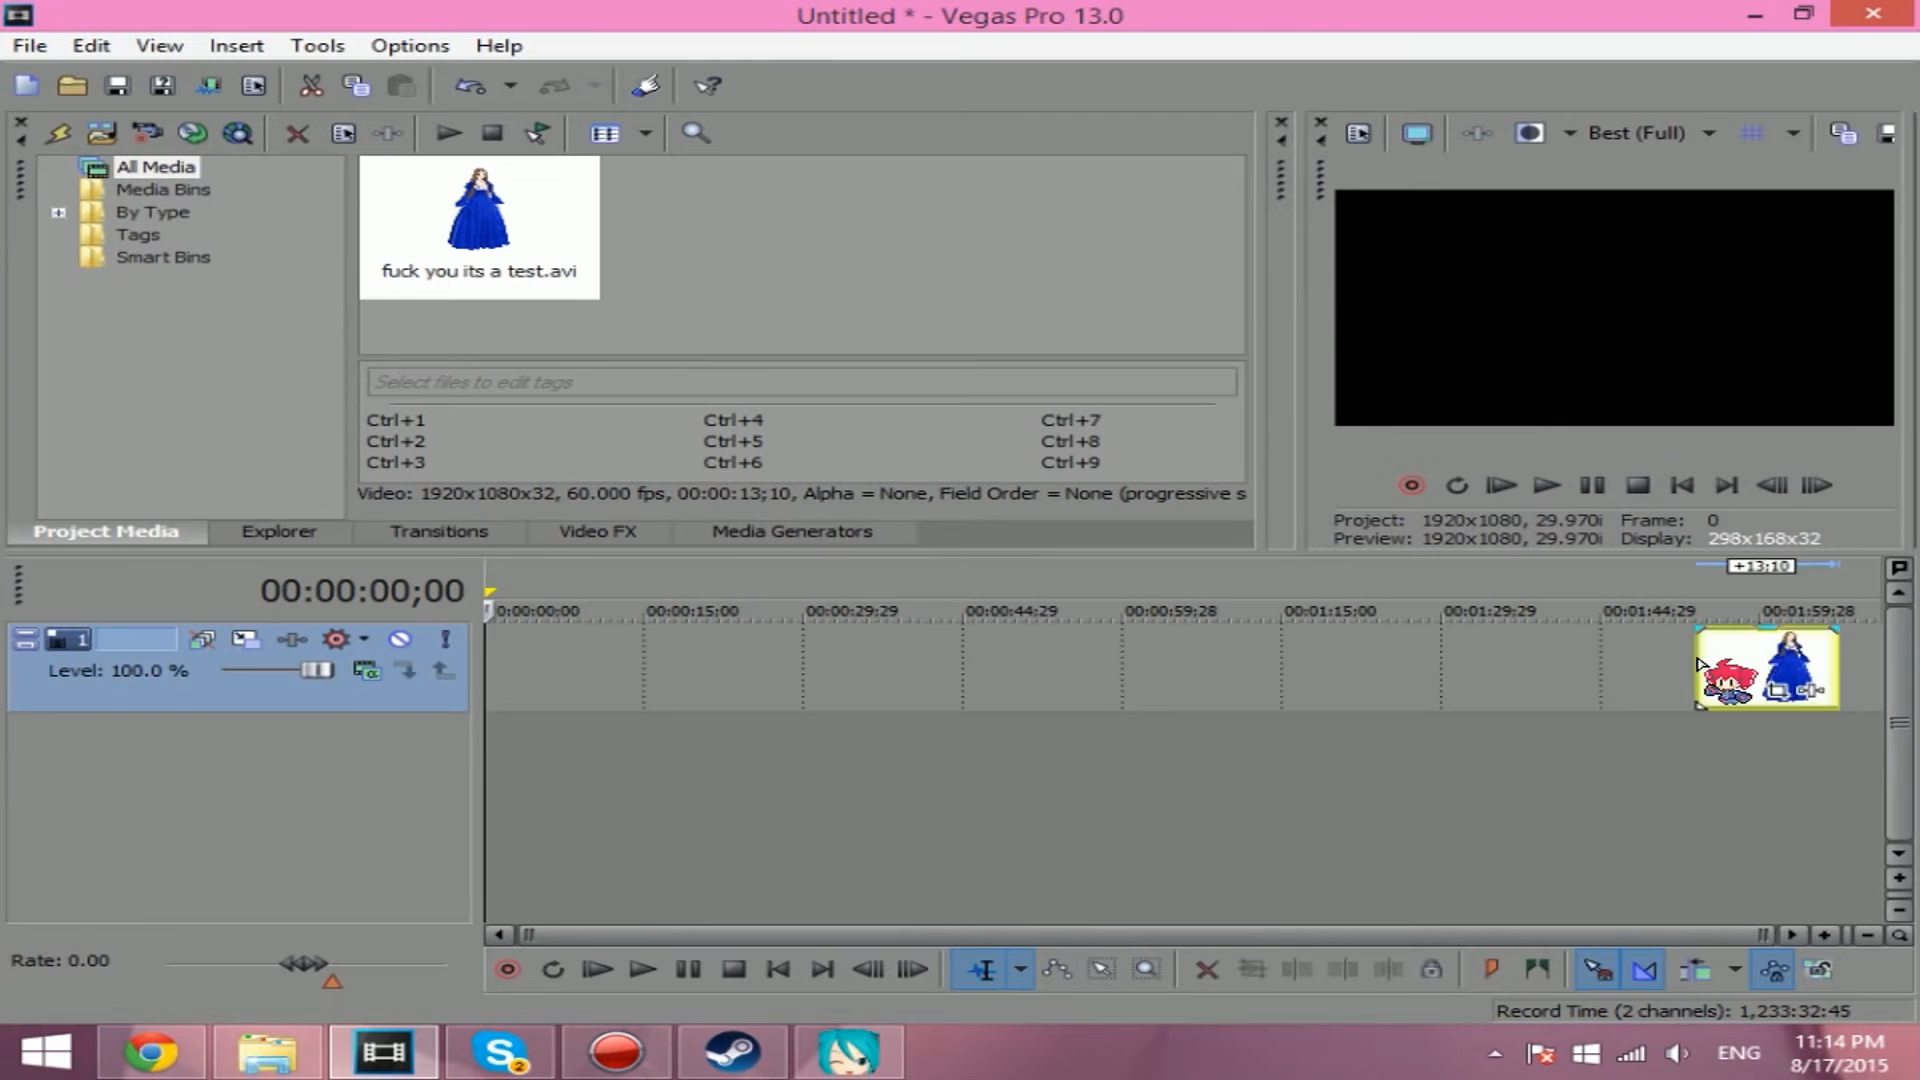 Untitled * - Vegas Pro 13.0
File Edit View Insert Tools Options Help
Best (Full)
All Media
Media Bins
By Type
Tags
Smart Bins
fuck you its a test.avi
Select files to edit tags
Ctrl+1 Ctrl+4 Ctrl+7
Ctrl+2 Ctrl+5 Ctrl+8
Ctrl+3 Ctrl+6 Ctrl+9
Video: 1920x1080x32, 60.000 fps, 00:00:13;10, Alpha = None, Field Order = None (progressive s
Project Media Explorer Transitions Video FX Media Generators
Project: 1920x1080, 29.970i Frame: 0
Preview: 1920x1080, 29.970i Display: 298x168x32
+13;10
00:00:00;00
0:00:00;00 00:00:15;00 00:00:29;29 00:00:44;29 00:00:59;28 00:01:15;00 00:01:29;29 00:01:44;29 00:01:59;28
1
Level: 100.0 %
Rate: 0.00
Record Time (2 channels): 1,233:32:45
S 2
ENG
11:14 PM
8/17/2015